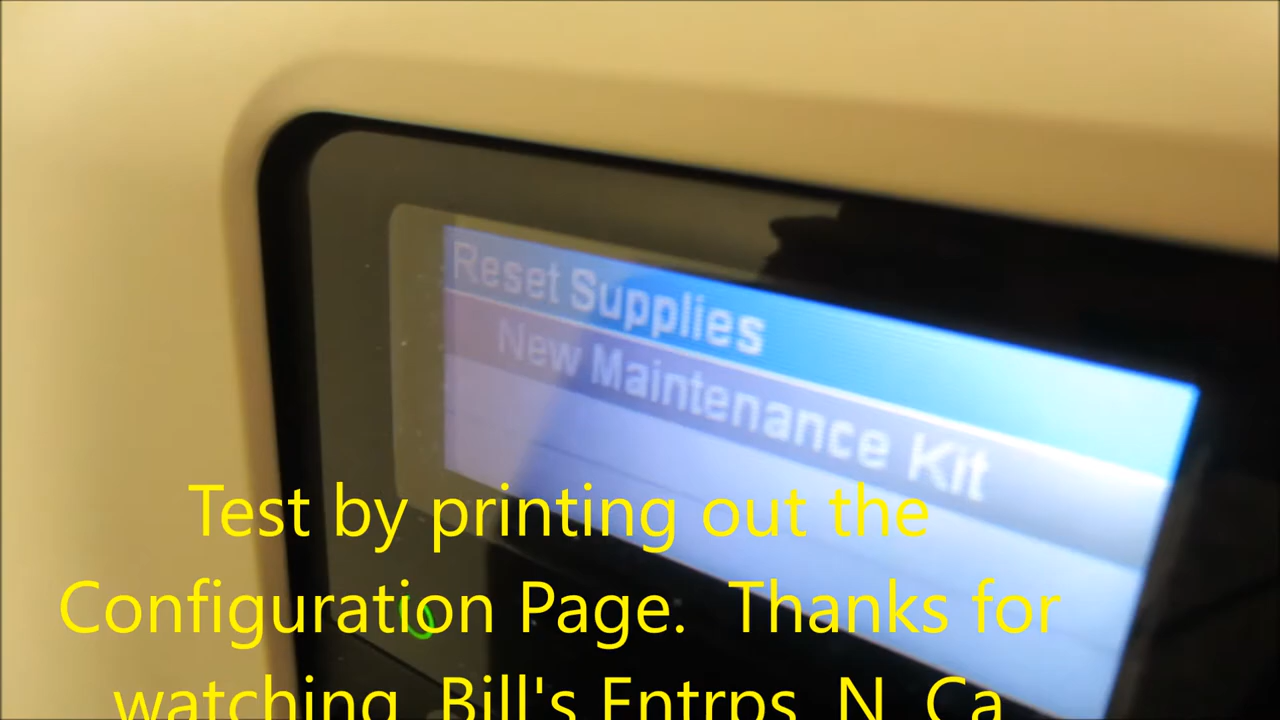 Reset Supplies
New Maintenance Kit
Test by printing out the
Configuration Page.  Thanks for
watching  Bill's Entrps  N  Ca